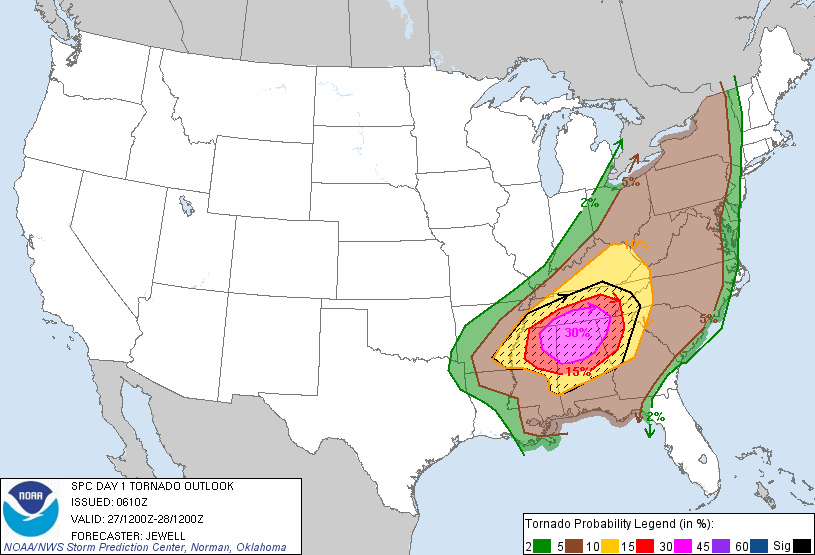 2%
5%
10%
30%
15%
5%
2%
NOAA
SPC DAY 1 TORNADO OUTLOOK
ISSUED: 0610Z
VALID: 27/1200Z-28/1200Z
FORECASTER: JEWELL
NOAA/NWS Storm Prediction Center, Norman, Oklahoma
Tornado Probability Legend (in %):
2 5 10 15 30 45 60 Sig